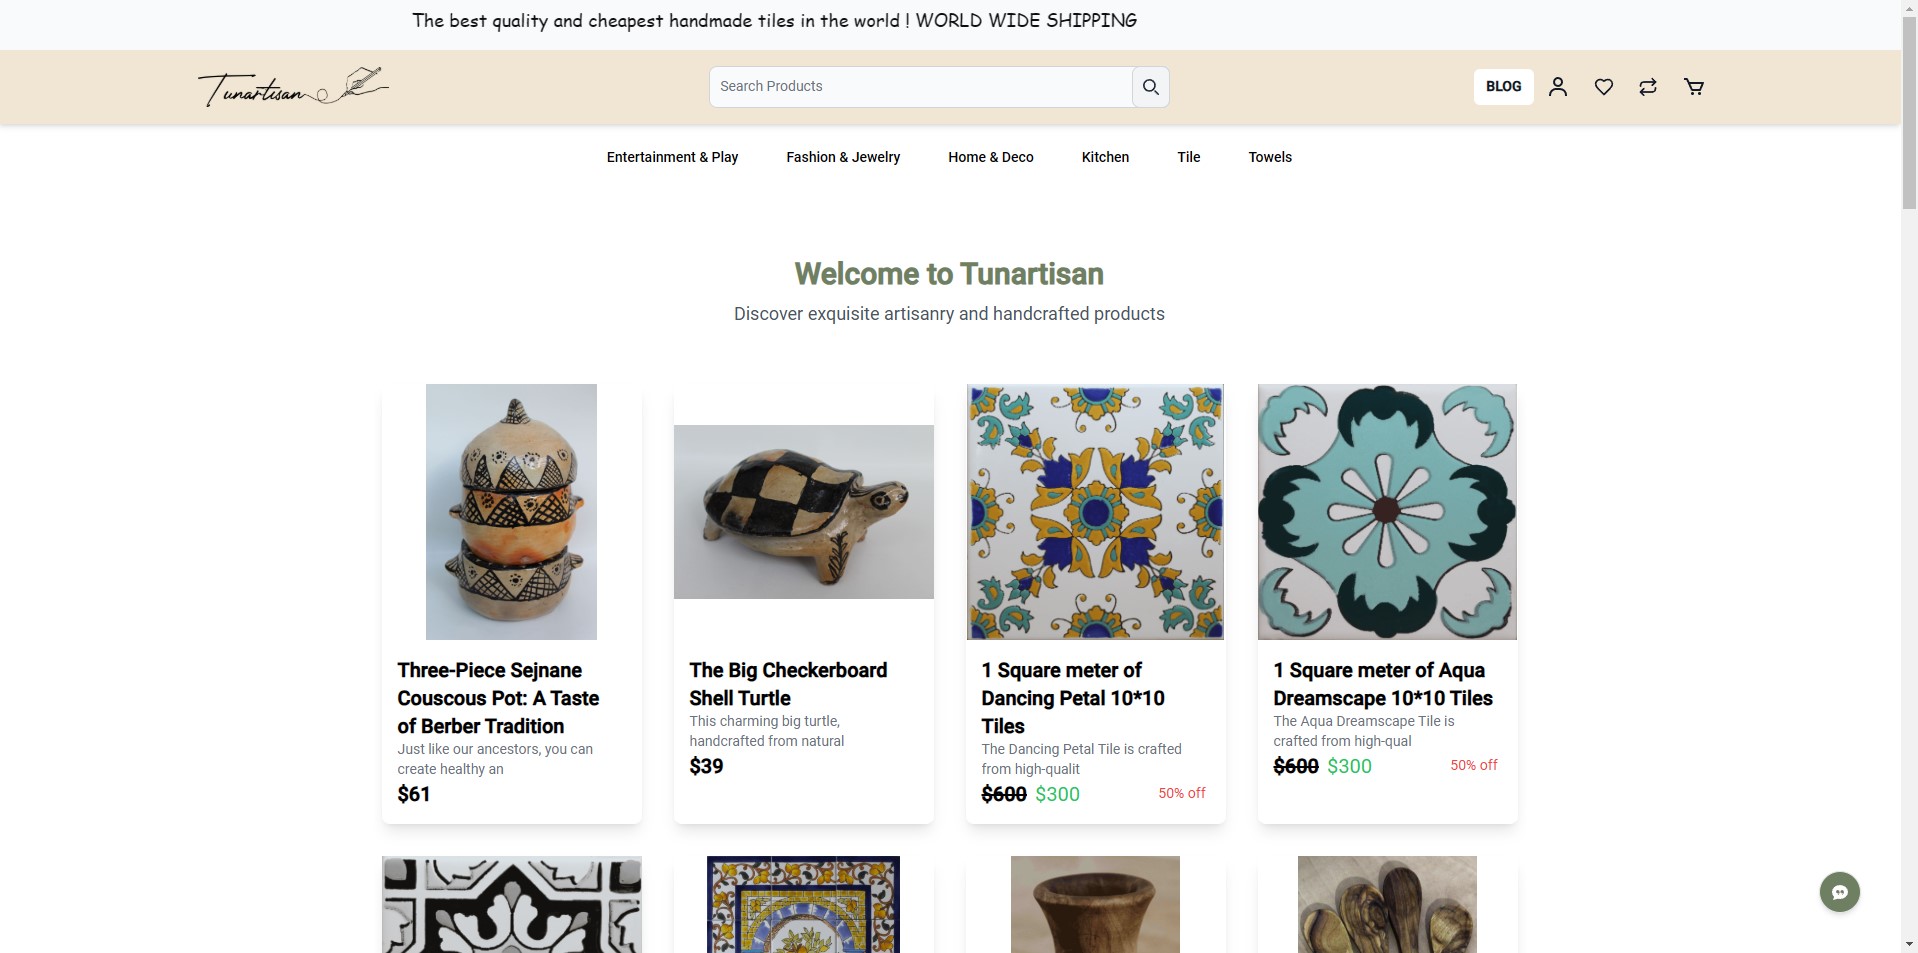 The best quality and cheapest handmade tiles in the world ! WORLD WIDE SHIPPING
Tunartisan
Search Products
BLOG
Entertainment & Play
Fashion & Jewelry
Home & Deco
Kitchen
Tile
Towels
Welcome to Tunartisan
Discover exquisite artisanry and handcrafted products
Three-Piece Sejnane
Couscous Pot: A Taste
of Berber Tradition
Just like our ancestors, you can
create healthy an
$61
The Big Checkerboard
Shell Turtle
This charming big turtle,
handcrafted from natural
$39
1 Square meter of
Dancing Petal 10*10
Tiles
The Dancing Petal Tile is crafted
from high-qualit
$600 $300 50% off
1 Square meter of Aqua
Dreamscape 10*10 Tiles
The Aqua Dreamscape Tile is
crafted from high-qual
$600 $300 50% off